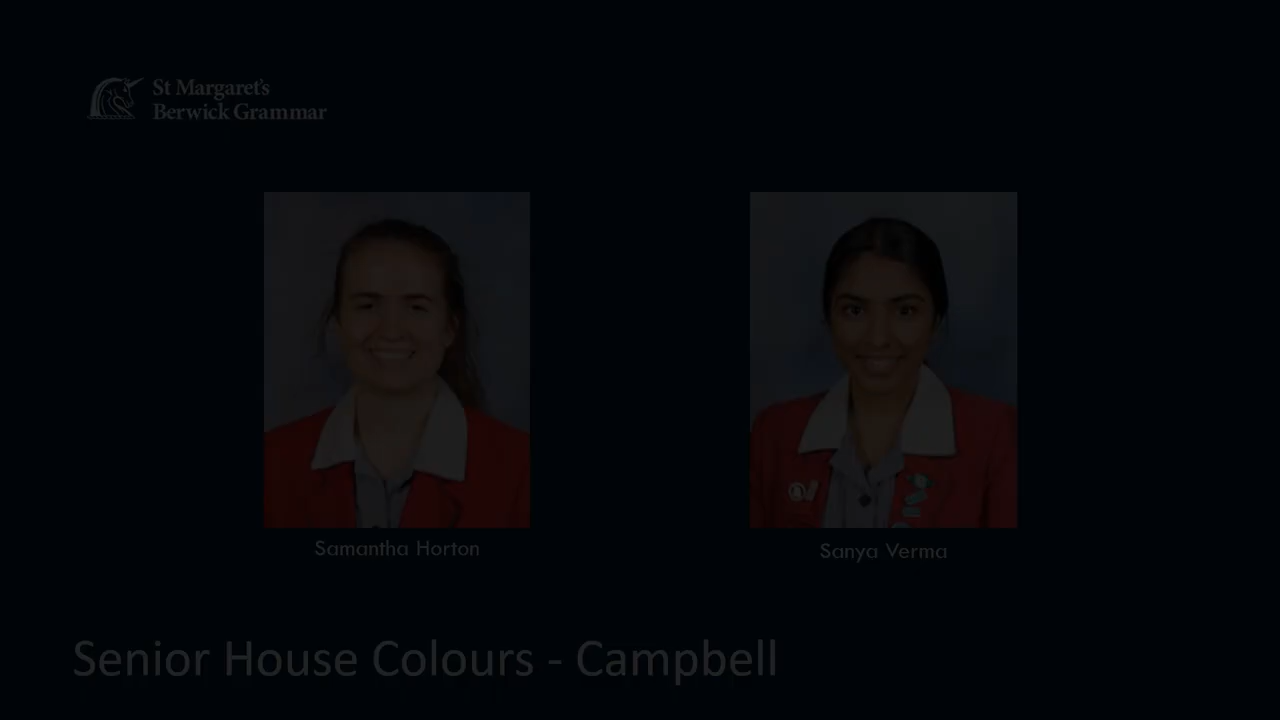 St Margaret's
Berwick Grammar
Samantha Horton
Sanya Verma
Senior House Colours - Campbell